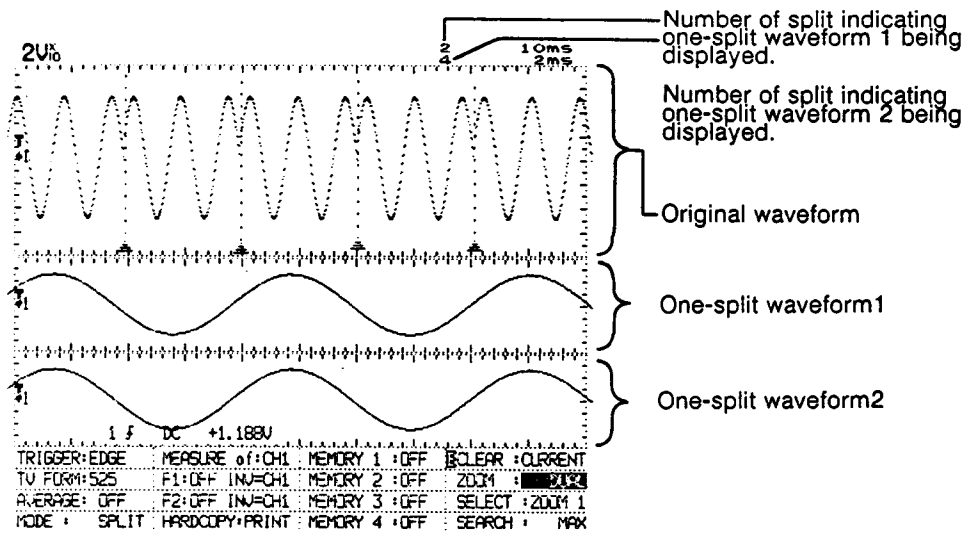 Number of split indicating
one-split waveform 1 being
displayed.
2V
2 10ms
4 2ms
Number of split indicating
one-split waveform 2 being
displayed.
Original waveform
One-split waveform1
One-split waveform2
1 DC +1.188V
TRIGGER:EDGE MEASURE of:CH1 MEMORY 1 :OFF CLEAR :CURRENT
TV FORM:525 F1:OFF INV=CH1 MEMORY 2 :OFF ZOOM :
AVERAGE: OFF F2:OFF INV=CH1 MEMORY 3 :OFF SELECT :ZOOM 1
MODE : SPLIT HARDCOPY:PRINT MEMORY 4 :OFF SEARCH : MAX